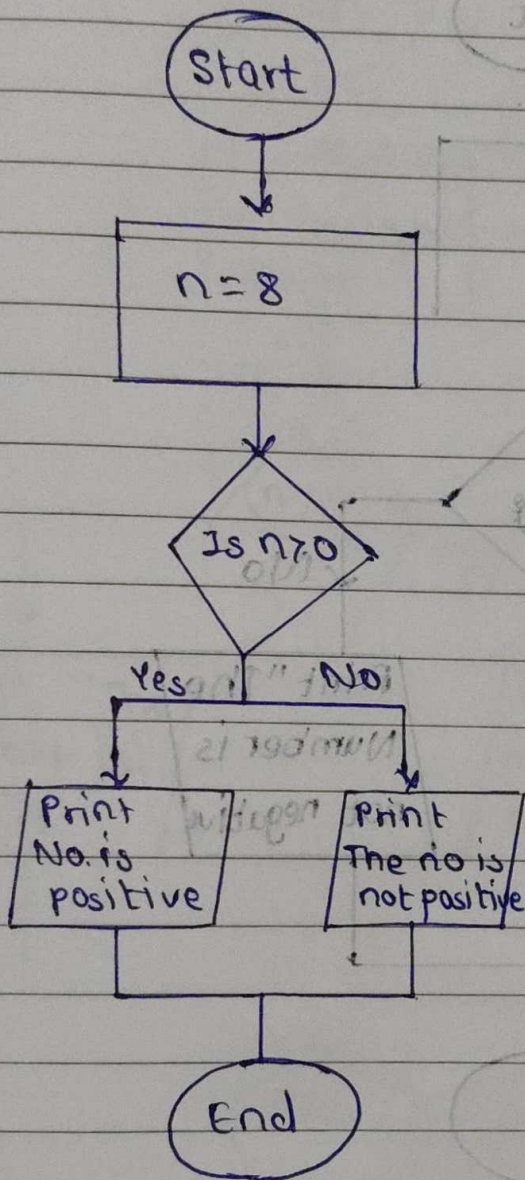 Start
n = 8
Is n>0
Yes No
Print
No. is
positive
Print
The no is
not positive
End